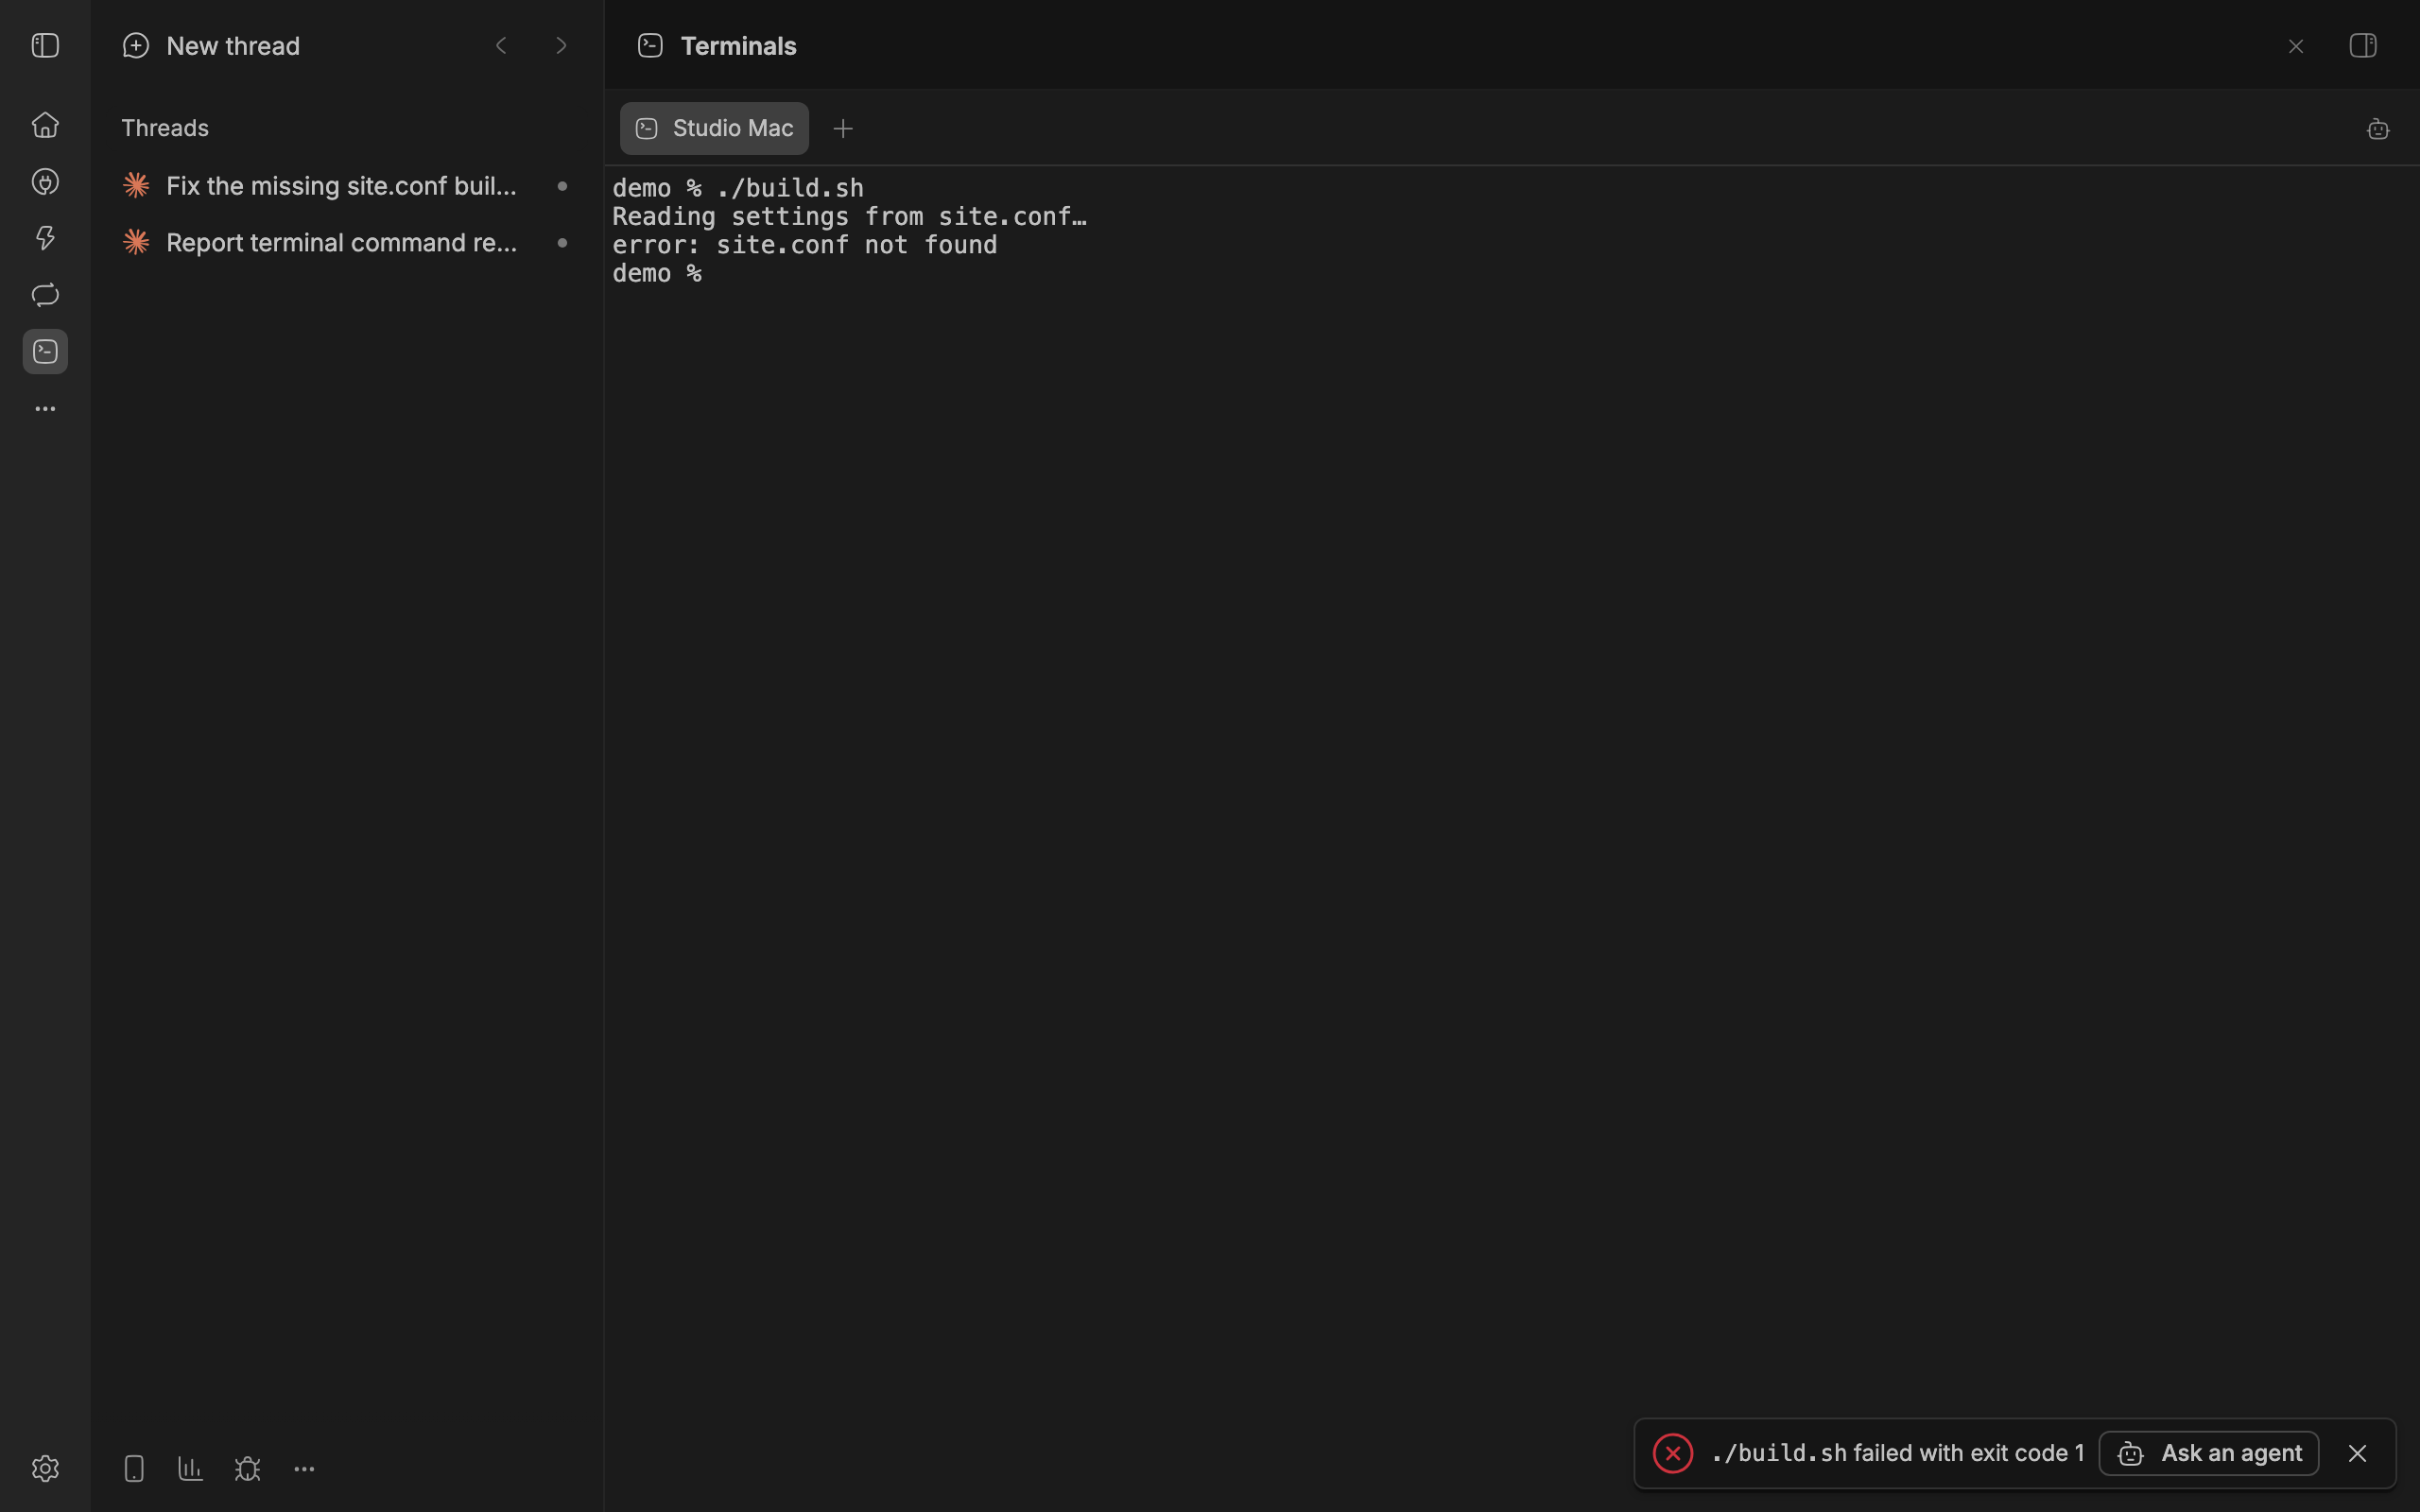 New thread
Threads
Fix the missing site.conf buil...
Report terminal command re...
Terminals
Studio Mac
demo % ./build.sh
Reading settings from site.conf…
error: site.conf not found
demo %
./build.sh failed with exit code 1
Ask an agent